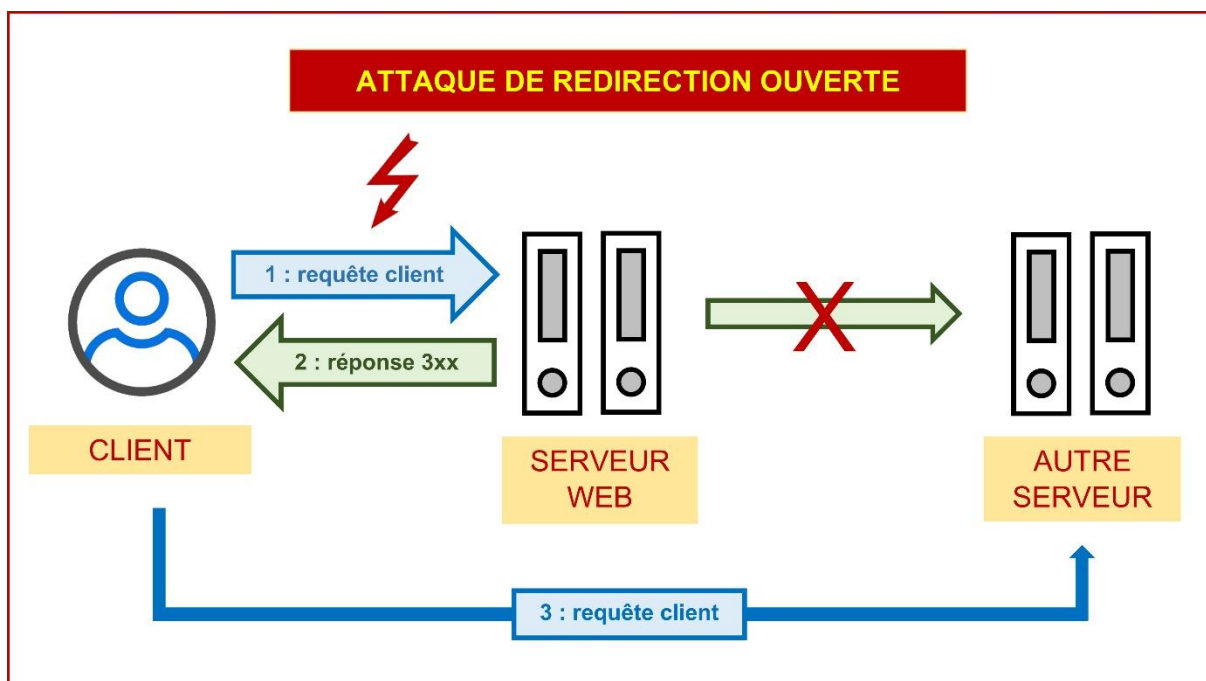 ATTAQUE DE REDIRECTION OUVERTE
1 : requête client
2 : réponse 3xx
CLIENT
SERVEUR
WEB
AUTRE
SERVEUR
3 : requête client